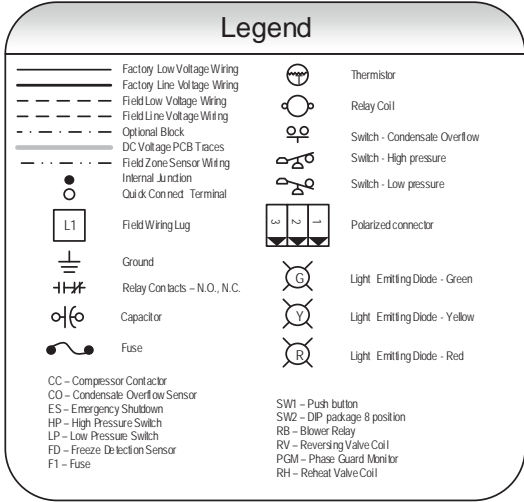 Legend
Factory Low Voltage Wiring
Factory Line Voltage Wiring
Field Low Voltage Wiring
Field Line Voltage Wiring
Optional Block
DC Voltage PCB Traces
Field Zone Sensor Wiring
Internal Junction
Quick Connect Terminal
L1 Field Wiring Lug
Ground
Relay Contacts – N.O., N.C.
Capacitor
Fuse
Thermistor
Relay Coil
Switch - Condensate Overflow
Switch - High pressure
Switch - Low pressure
3 2 1 Polarized connector
G Light Emitting Diode - Green
Y Light Emitting Diode - Yellow
R Light Emitting Diode - Red
CC – Compressor Contactor
CO – Condensate Overflow Sensor
ES – Emergency Shutdown
HP – High Pressure Switch
LP – Low Pressure Switch
FD – Freeze Detection Sensor
F1 – Fuse
SW1 – Push button
SW2 – DIP package 8 position
RB – Blower Relay
RV – Reversing Valve Coil
PGM – Phase Guard Monitor
RH – Reheat Valve Coil